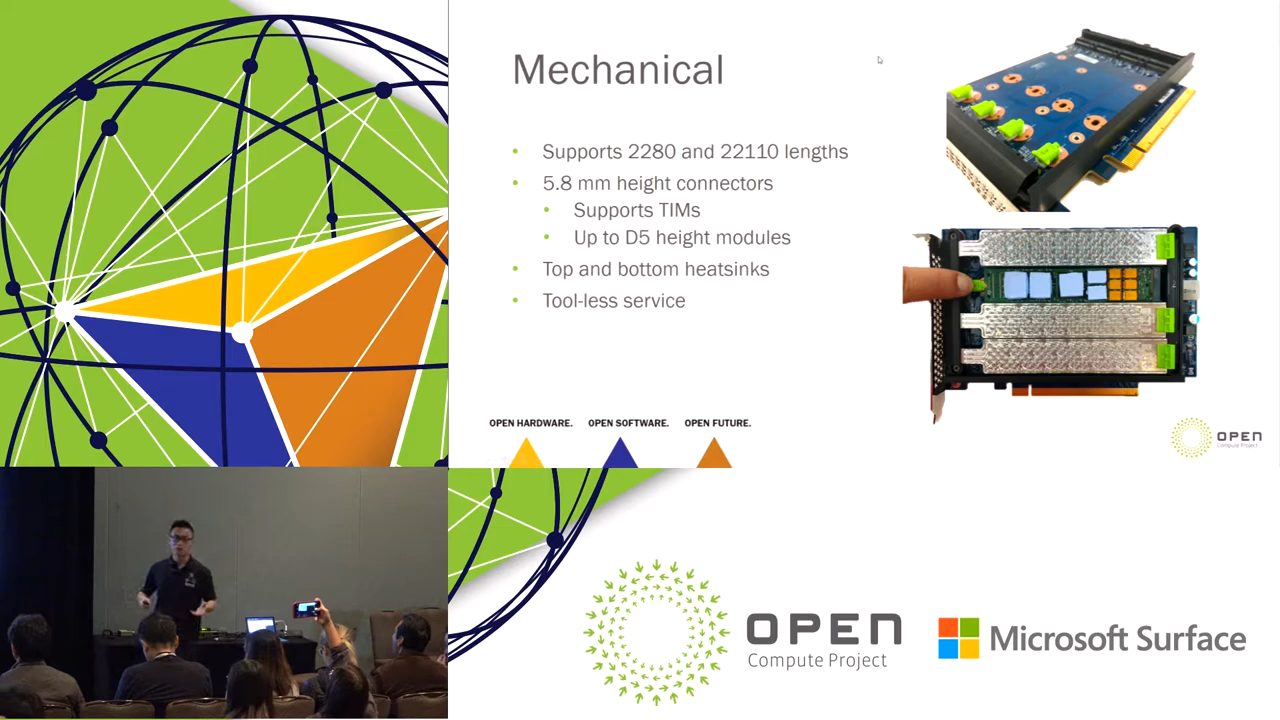 Mechanical
• Supports 2280 and 22110 lengths
• 5.8 mm height connectors
• Supports TIMs
• Up to D5 height modules
• Top and bottom heatsinks
• Tool-less service
OPEN HARDWARE. OPEN SOFTWARE. OPEN FUTURE.
OPEN
Compute Project
OPEN
Compute Project
Microsoft Surface